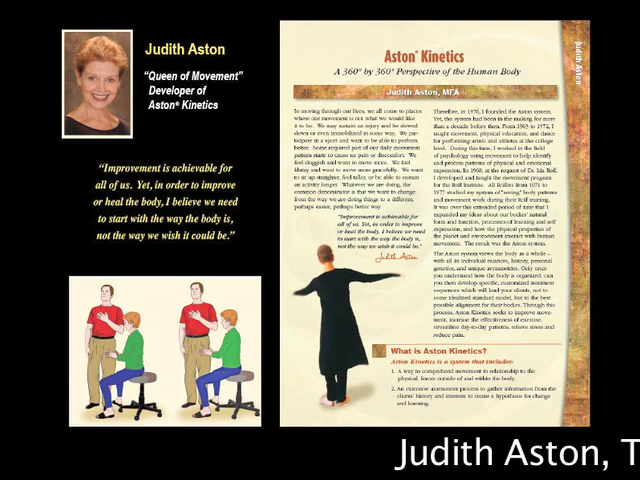 Judith Aston
“Queen of Movement”
Developer of
Aston® Kinetics
“Improvement is achievable for
all of us. Yet, in order to improve
or heal the body, I believe we need
to start with the way the body is,
not the way we wish it could be.”
Aston® Kinetics
A 360° by 360° Perspective of the Human Body
Judith Aston, MFA
In moving through our lives, we all come to places
where our movement is not what we would like
it to be. We may sustain an injury and be slowed
down or even immobilized in some way. We par-
ticipate in a sport and want to be able to perform
better. Some required part of our daily movement
pattern starts to cause us pain or discomfort. We
feel sluggish and want to move more. We feel
klutzy and want to move more gracefully. We want
to sit up straighter, feel taller, or be able to sustain
an activity longer. Whatever we are doing, the
common denominator is that we want to change
from the way we are doing things to a different,
perhaps easier, perhaps better way.
“Improvement is achievable for
all of us. Yet, in order to improve
or heal the body, I believe we need
to start with the way the body is,
not the way we wish it could be.”
Judith Aston
Therefore, in 1976, I founded the Aston system.
Yet, the system had been in the making for more
than a decade before then. From 1963 to 1972, I
taught movement, physical education, and dance
for performing artists and athletes at the college
level. During this time, I worked in the field
of psychology using movement to help identify
and process patterns of physical and emotional
expression. In 1968, at the request of Dr. Ida Rolf,
I developed and taught the movement program
for the Rolf Institute. All Rolfers from 1971 to
1977 studied my system of "seeing" body patterns
and movement work during their Rolf training.
It was over this extended period of time that I
expanded my ideas about our bodies' natural
form and function, processes of learning and self
expression, and how the physical properties of
the planet and environment interact with human
movement. The result was the Aston system.
The Aston system views the body as a whole –
with all its individual nuances, history, personal
genetics, and unique asymmetries. Only once
you understand how the body is organized, can
you then develop specific, customized treatment
sequences which will lead your clients, not to
some idealized standard model, but to the best
possible alignment for their bodies. Through this
process, Aston Kinetics seeks to improve move-
ment, increase the effectiveness of exercise,
streamline day-to-day patterns, relieve stress and
reduce pain.
What is Aston Kinetics?
Aston Kinetics is a system that includes:
1. A way to comprehend movement in relationship to the
physical forces outside of and within the body.
2. An extensive assessment process to gather information from the
clients' history and interests to create a hypothesis for change
and learning.
Judith Aston
Judith Aston, T